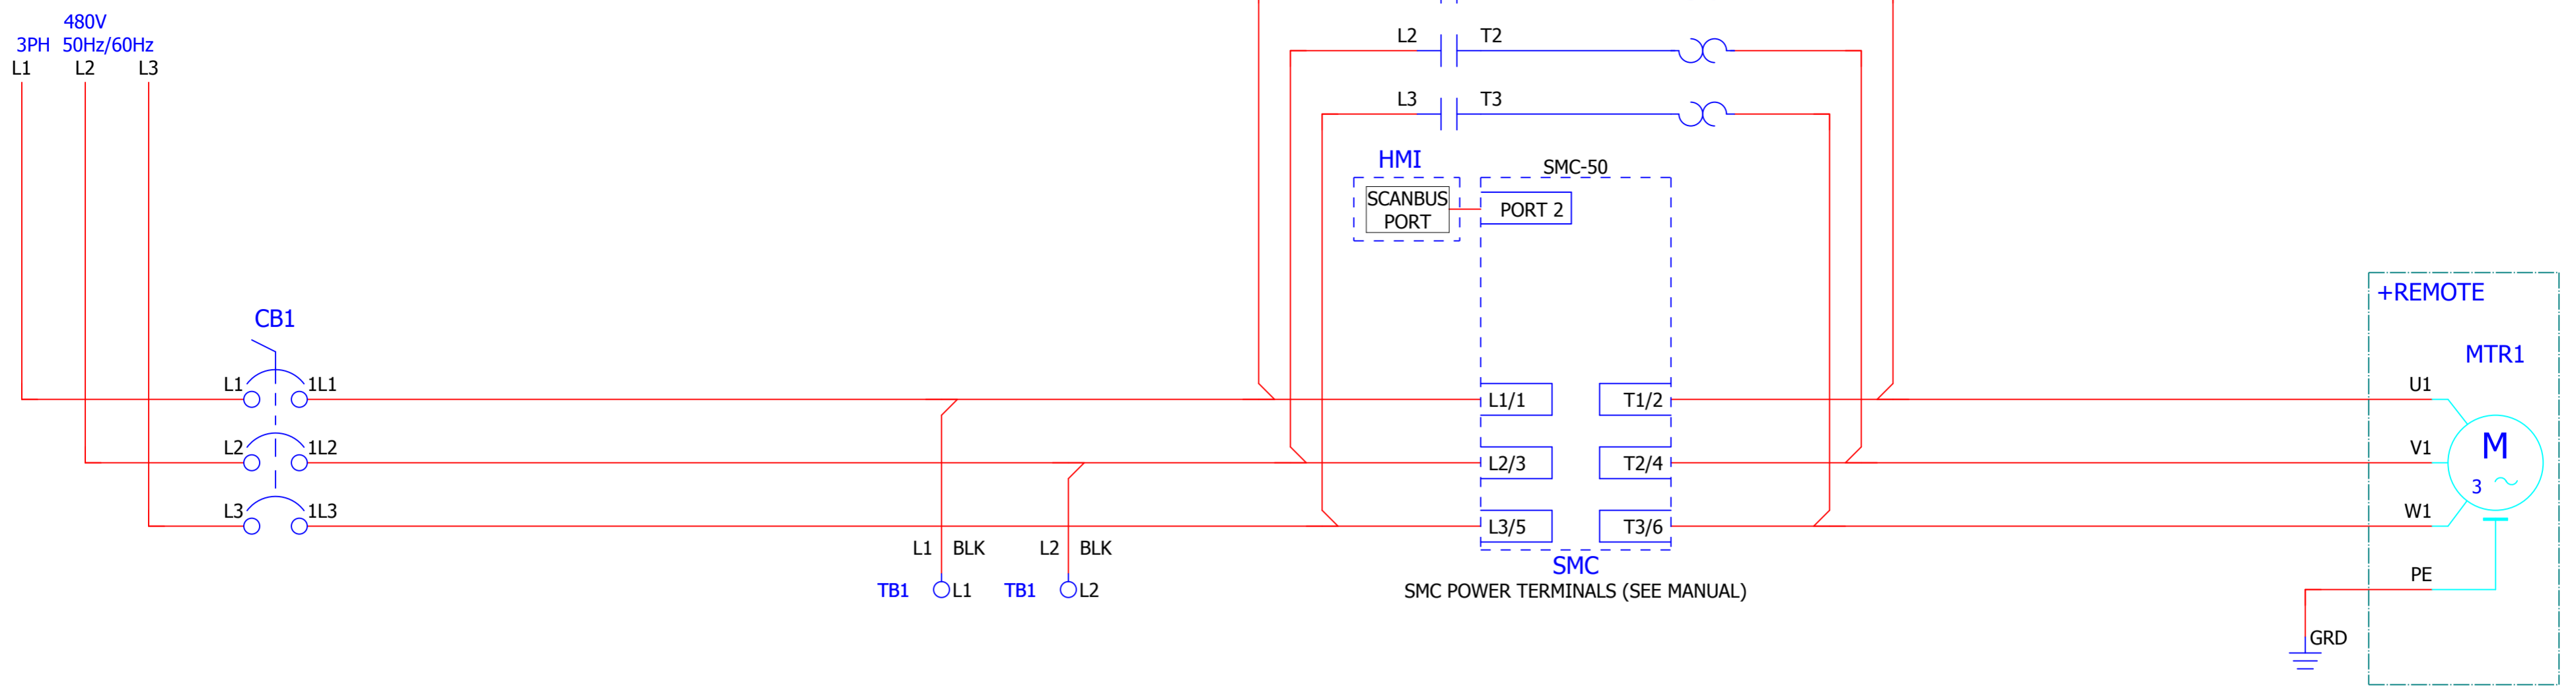 480V
3PH 50Hz/60Hz
L1 L2 L3
L2 T2
L3 T3
HMI
SMC-50
SCANBUS
PORT
PORT 2
+REMOTE
CB1
MTR1
L1 1L1
L1/1 T1/2
U1
L2 1L2
L2/3 T2/4
V1
M
3
L3 1L3
L3/5 T3/6
W1
L1 BLK L2 BLK
SMC
PE
TB1 L1 TB1 L2
SMC POWER TERMINALS (SEE MANUAL)
GRD